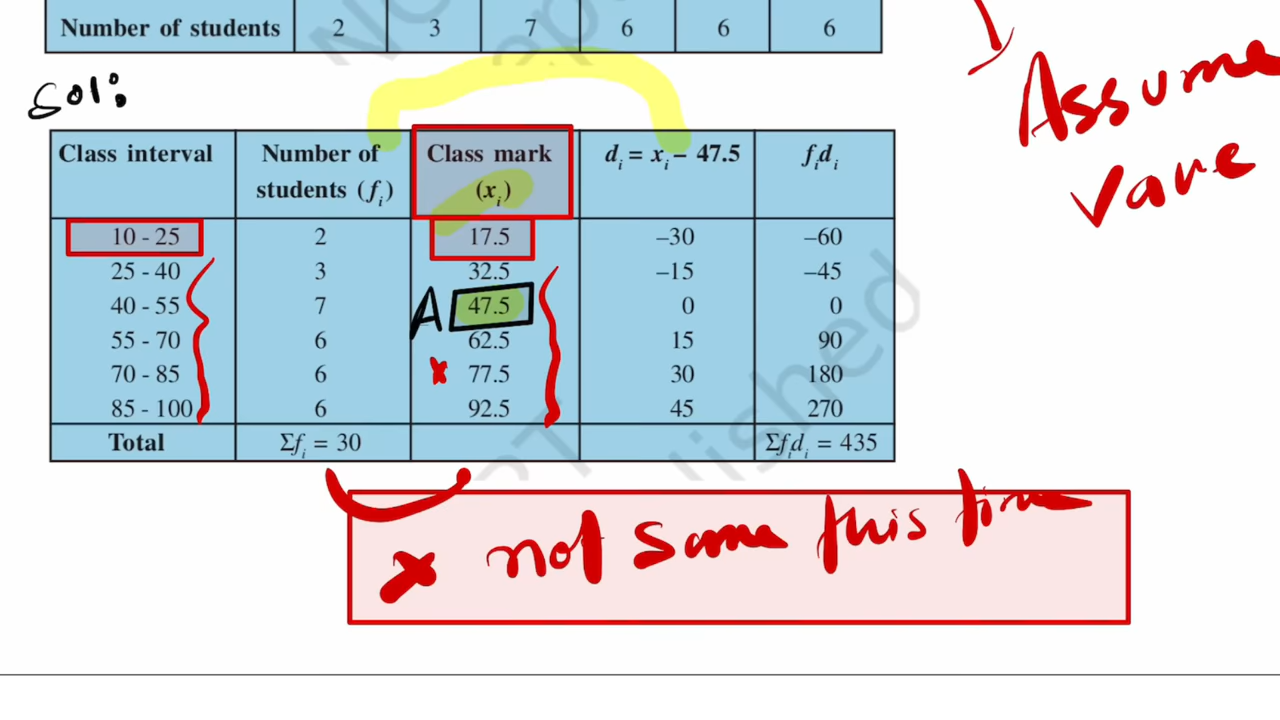 Number of students 2 3 7 6 6 6
Sol:
Assume
Class interval Number of students (fᵢ) Class mark (xᵢ) dᵢ = xᵢ – 47.5 fᵢdᵢ
10 - 25 2 17.5 –30 –60
25 - 40 3 32.5 –15 –45
40 - 55 7 A 47.5 0 0
55 - 70 6 62.5 15 90
70 - 85 6 x 77.5 30 180
85 - 100 6 92.5 45 270
Total Σfᵢ = 30 Σfᵢdᵢ = 435
x not same this time